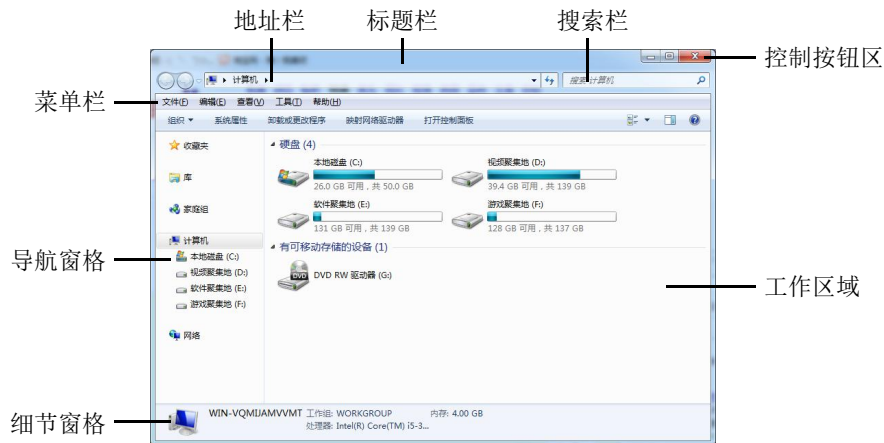 地址栏 标题栏 搜索栏
控制按钮区
计算机
搜索 计算机
菜单栏
文件(F) 编辑(E) 查看(V) 工具(T) 帮助(H)
组织 系统属性 卸载或更改程序 映射网络驱动器 打开控制面板
收藏夹
库
家庭组
计算机
本地磁盘 (C:)
视频聚集地 (D:)
软件聚集地 (E:)
游戏聚集地 (F:)
网络
导航窗格
硬盘 (4)
本地磁盘 (C:)
26.0 GB 可用，共 50.0 GB
视频聚集地 (D:)
39.4 GB 可用，共 139 GB
软件聚集地 (E:)
131 GB 可用，共 139 GB
游戏聚集地 (F:)
128 GB 可用，共 137 GB
有可移动存储的设备 (1)
DVD RW 驱动器 (G:)
DVD
工作区域
细节窗格
WIN-VQMIJAMVVMT 工作组: WORKGROUP 内存: 4.00 GB
处理器: Intel(R) Core(TM) i5-3...